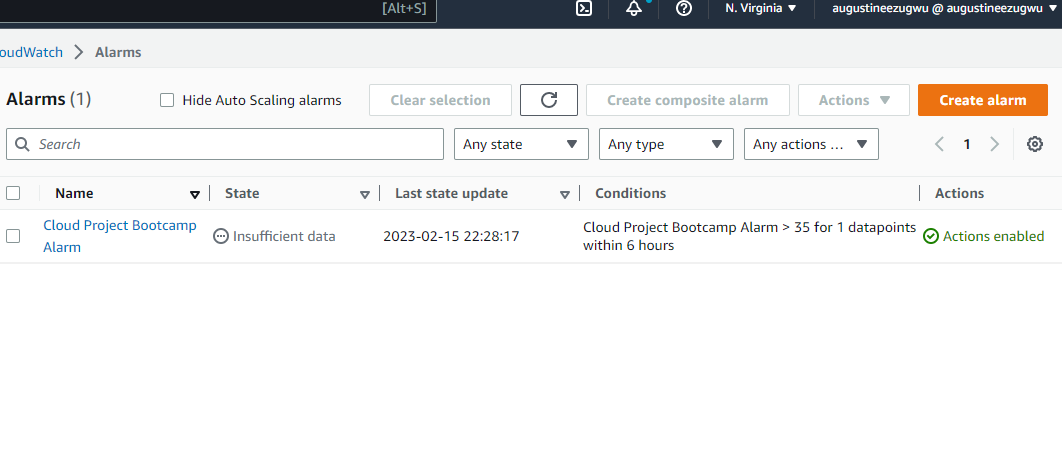 [Alt+S] N. Virginia augustineezugwu @ augustineezugwu
oudWatch Alarms
Alarms (1) Hide Auto Scaling alarms Clear selection Create composite alarm Actions Create alarm
Search Any state Any type Any actions ... 1
Name State Last state update Conditions Actions
Cloud Project Bootcamp
Alarm
Insufficient data 2023-02-15 22:28:17
Cloud Project Bootcamp Alarm > 35 for 1 datapoints
within 6 hours
Actions enabled